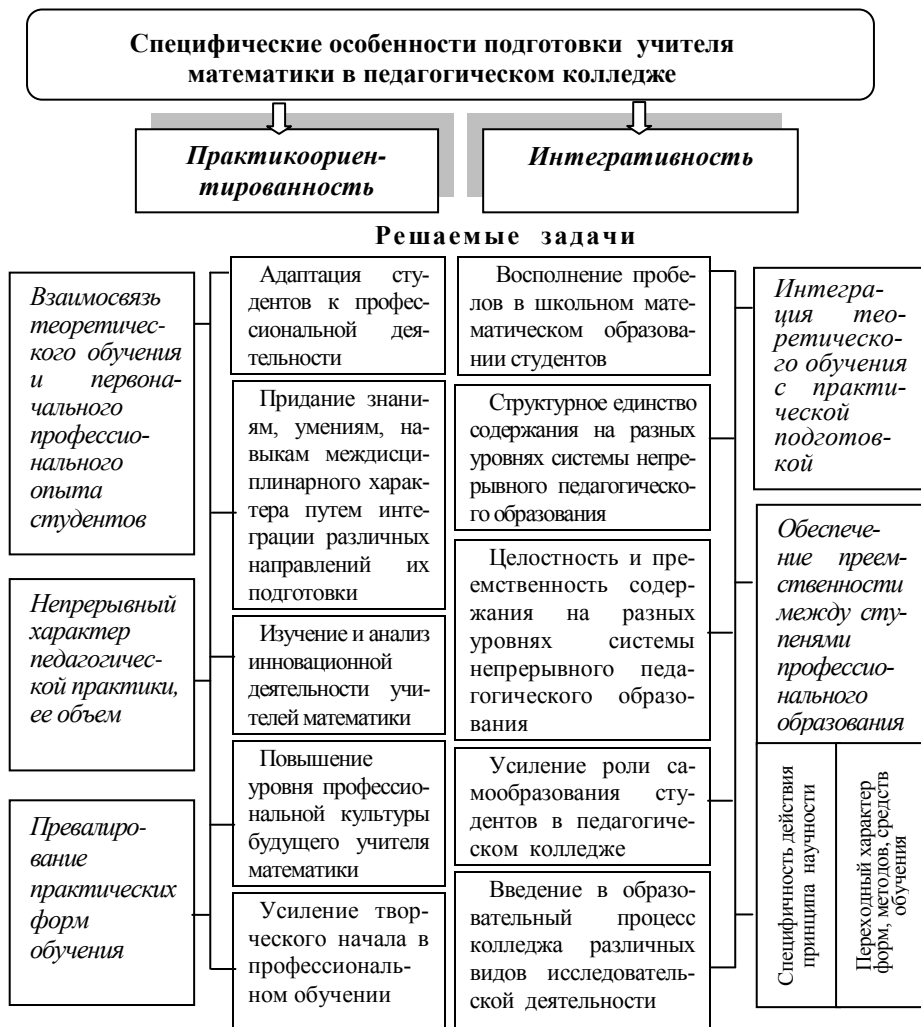 Специфические особенности подготовки учителя
математики в педагогическом колледже
Практикоориен-
тированность
Интегративность
Решаемые задачи
Взаимосвязь
теоретичес-
кого обучения
и первона-
чального
профессио-
нального
опыта
студентов
Непрерывный
характер
педагогичес-
кой практики,
ее объем
Превалиро-
вание
практических
форм
обучения
Адаптация сту-
дентов к профес-
сиональной дея-
тельности
Придание знани-
ям, умениям, на-
выкам междисци-
плинарного харак-
тера путем интег-
рации различных
направлений их
подготовки
Изучение и анализ
инновационной
деятельности учи-
телей математики
Повышение
уровня профессио-
нальной культуры
будущего учителя
математики
Усиление твор-
ческого начала в
профессиональ-
ном обучении
Восполнение пробе-
лов в школьном мате-
матическом образова-
нии студентов
Структурное единство
содержания на разных
уровнях системы непре-
рывного педагогическо-
го образования
Целостность и пре-
емственность содер-
жания на разных
уровнях системы
непрерывного педа-
гогического образо-
вания
Усиление роли са-
мообразования сту-
дентов в педагогиче-
ском колледже
Введение в образо-
вательный процесс
колледжа различных
видов исследователь-
ской деятельности
Интегра-
ция тео-
ретическо-
го обучения
с практи-
ческой
подготов-
кой
Обеспече-
ние преем-
ственности
между сту-
пенями
профессио-
нального
образования
Специфичность действия
принципа научности
Переходный характер
форм, методов, средств
обучения